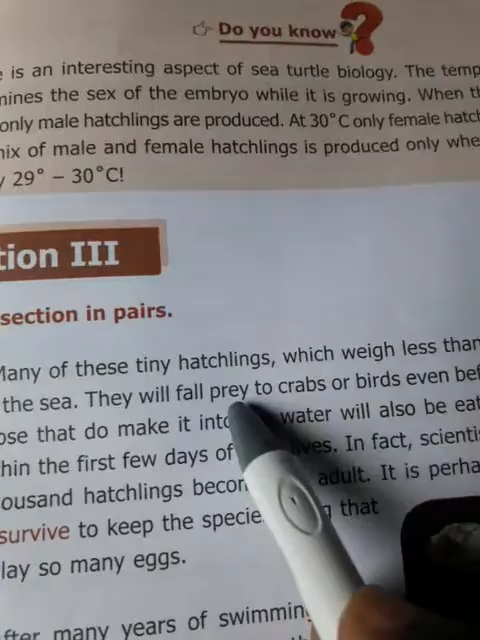 Do you know
is an interesting aspect of sea turtle biology. The temp
mines the sex of the embryo while it is growing. When th
only male hatchlings are produced. At 30°C only female hatc
mix of male and female hatchlings is produced only whe
29° – 30°C!
tion III
section in pairs.
Many of these tiny hatchlings, which weigh less than
the sea. They will fall prey to crabs or birds even bef
ose that do make it into water will also be eat
hin the first few days of lives. In fact, scienti
ousand hatchlings becom adult. It is perha
survive to keep the specie that
lay so many eggs.
fter many years of swimming